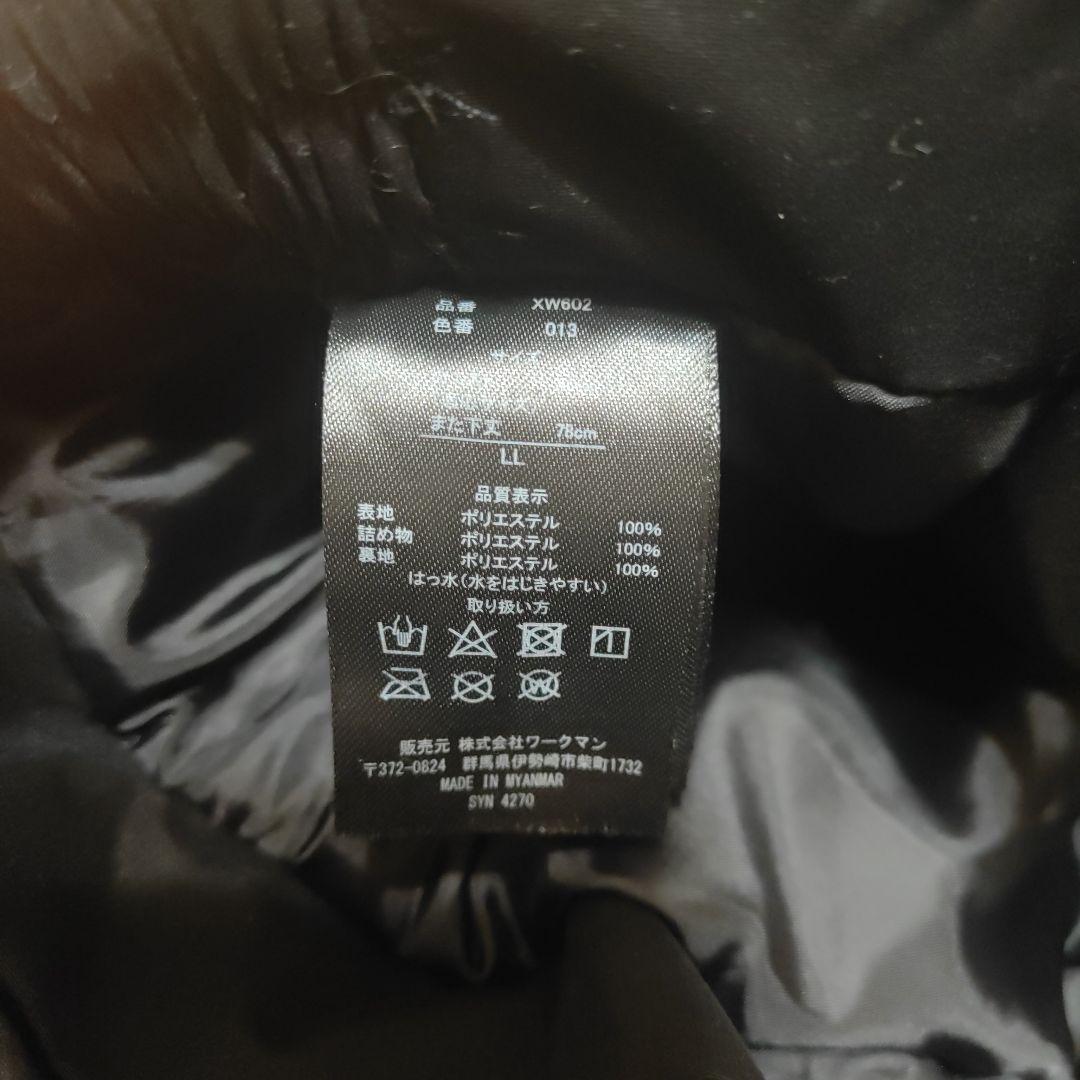 品番 XW602
色番 013
サイズ
また下丈 78cm
LL
品質表示
表地 ポリエステル 100%
詰め物 ポリエステル 100%
裏地 ポリエステル 100%
はっ水(水をはじきやすい)
取り扱い方
W
販売元 株式会社ワークマン
〒372-0824 群馬県伊勢崎市柴町1732
MADE IN MYANMAR
SYN 4270